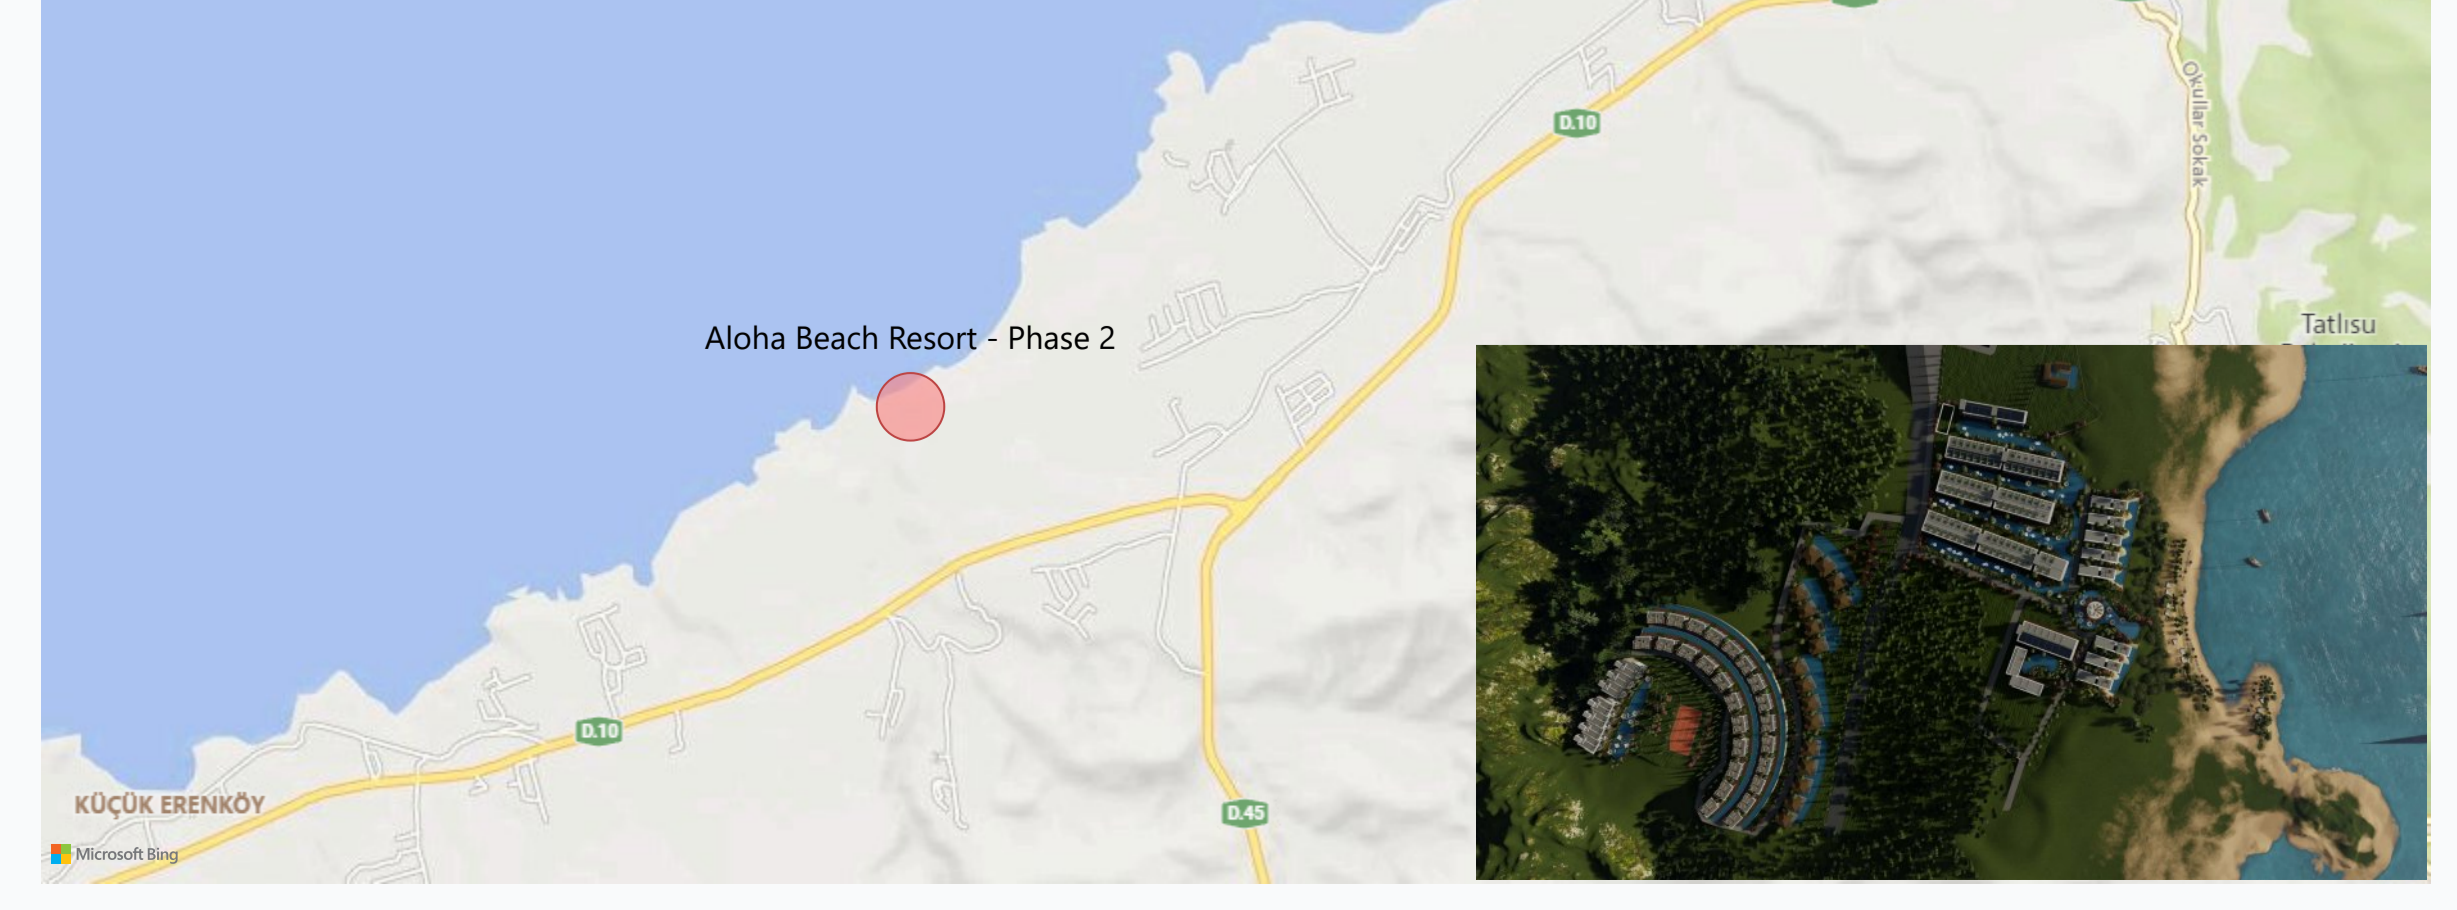 Okullar Sokak
D.10
Tatlısu
Aloha Beach Resort - Phase 2
D.10
D.45
KÜÇÜK ERENKÖY
Microsoft Bing